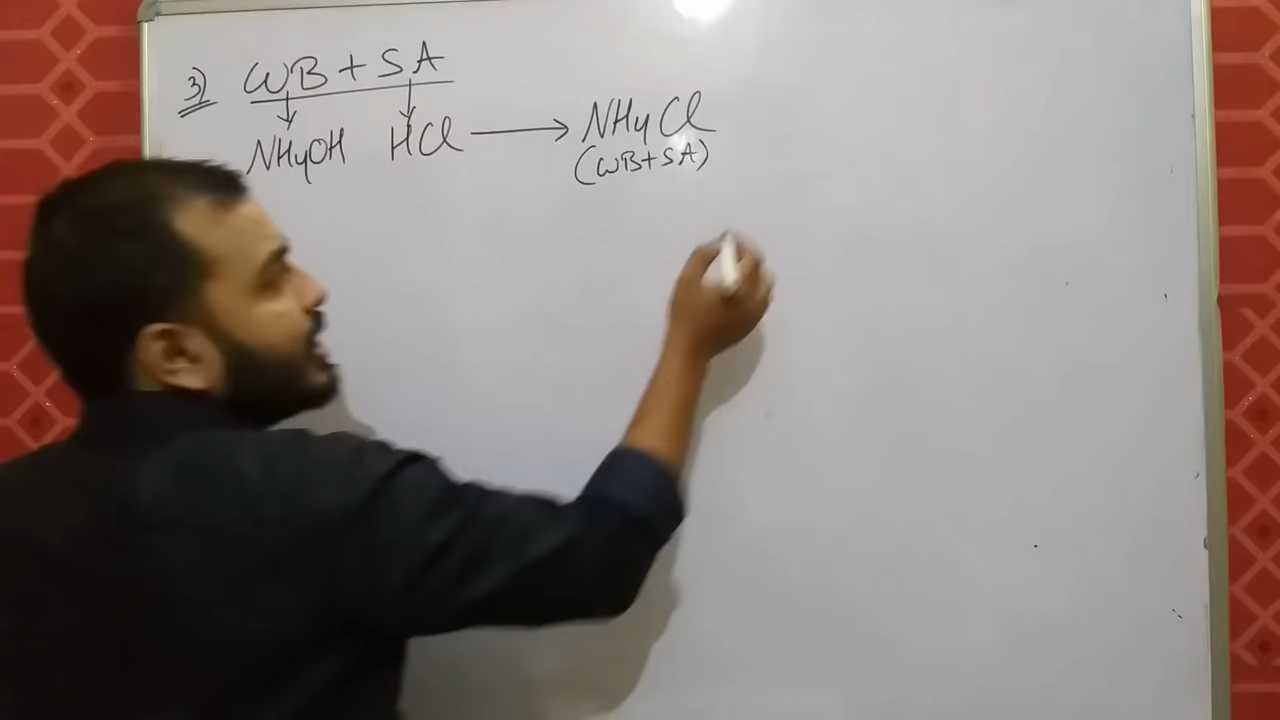 3) WB + SA
NH4OH HCl ⟶ NH4Cl
(WB+SA)